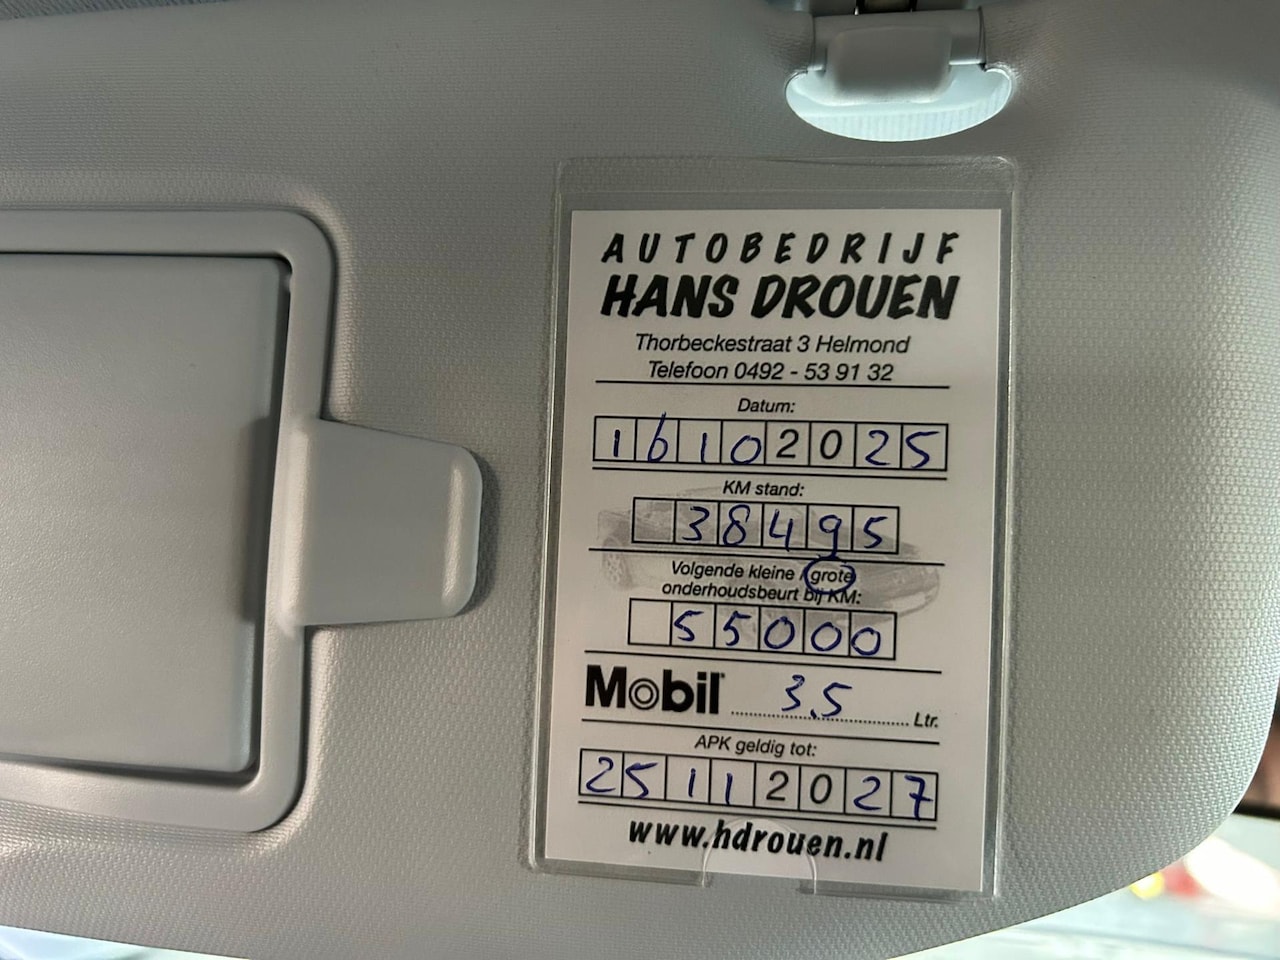 AUTOBEDRIJF
HANS DROUEN
Thorbeckestraat 3 Helmond
Telefoon 0492 - 53 91 32
Datum:
16102025
KM stand:
38495
Volgende kleine / grote
onderhoudsbeurt bij KM:
55000
Mobil 3,5 Ltr.
APK geldig tot:
25112027
www.hdrouen.nl